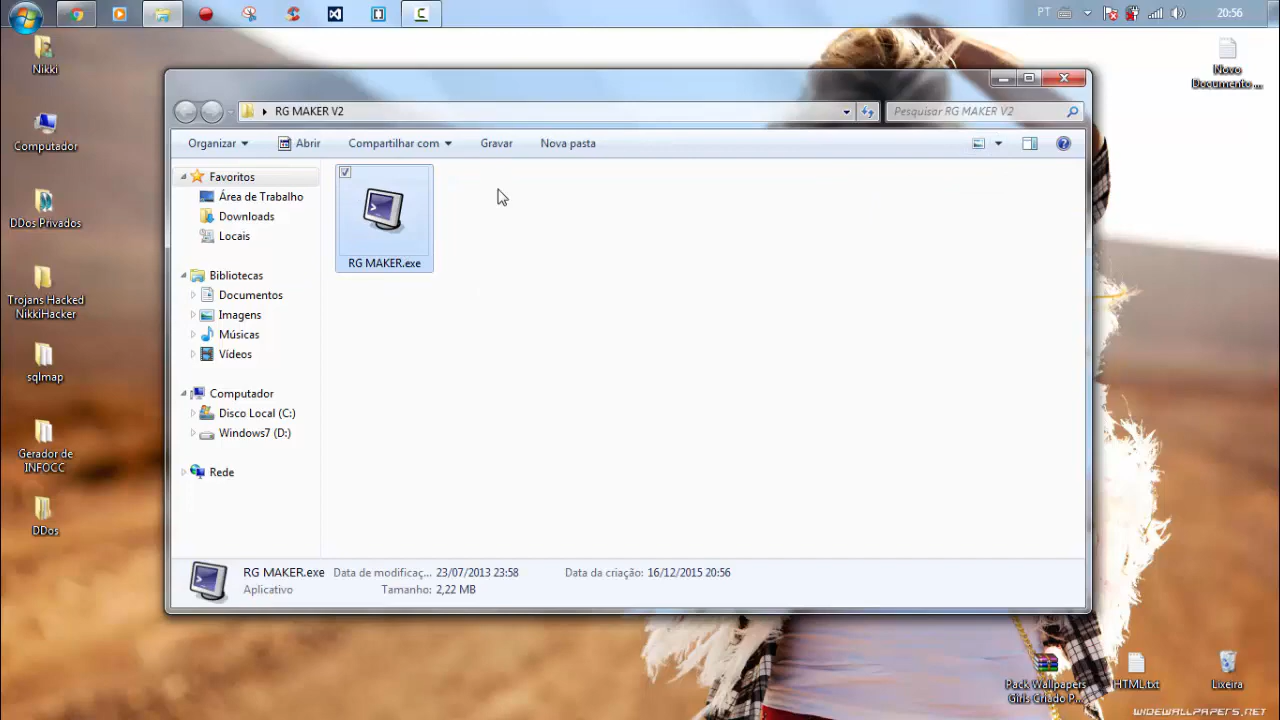 PT
20:56
Nikki
Computador
DDos Privados
Trojans Hacked
NikkiHacker
sqlmap
Gerador de
INFOCC
DDos
Novo
Documento ...
RG MAKER V2
Pesquisar RG MAKER V2
Organizar
Abrir
Compartilhar com
Gravar
Nova pasta
Favoritos
Área de Trabalho
Downloads
Locais
Bibliotecas
Documentos
Imagens
Músicas
Vídeos
Computador
Disco Local (C:)
Windows7 (D:)
Rede
RG MAKER.exe
RG MAKER.exe
Data de modificaç... 23/07/2013 23:58
Data da criação: 16/12/2015 20:56
Aplicativo
Tamanho: 2,22 MB
Pack Wallpapers
Girls Criado P...
HTML.txt
Lixeira
WIDEWALLPAPERS.NET